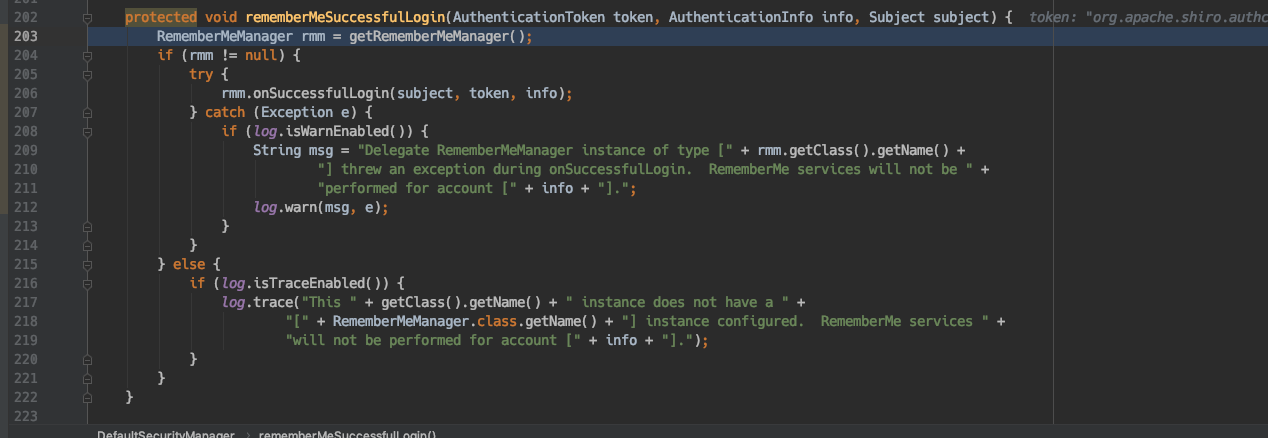 202 protected void rememberMeSuccessfulLogin(AuthenticationToken token, AuthenticationInfo info, Subject subject) { token: "org.apache.shiro.authc
203 RememberMeManager rmm = getRememberMeManager();
204 if (rmm != null) {
205 try {
206 rmm.onSuccessfulLogin(subject, token, info);
207 } catch (Exception e) {
208 if (log.isWarnEnabled()) {
209 String msg = "Delegate RememberMeManager instance of type [" + rmm.getClass().getName() +
210 "] threw an exception during onSuccessfulLogin.  RememberMe services will not be " +
211 "performed for account [" + info + "].";
212 log.warn(msg, e);
213 }
214 }
215 } else {
216 if (log.isTraceEnabled()) {
217 log.trace("This " + getClass().getName() + " instance does not have a " +
218 "[" + RememberMeManager.class.getName() + "] instance configured.  RememberMe services " +
219 "will not be performed for account [" + info + "].");
220 }
221 }
222 }
223
DefaultSecurityManager › rememberMeSuccessfulLogin()